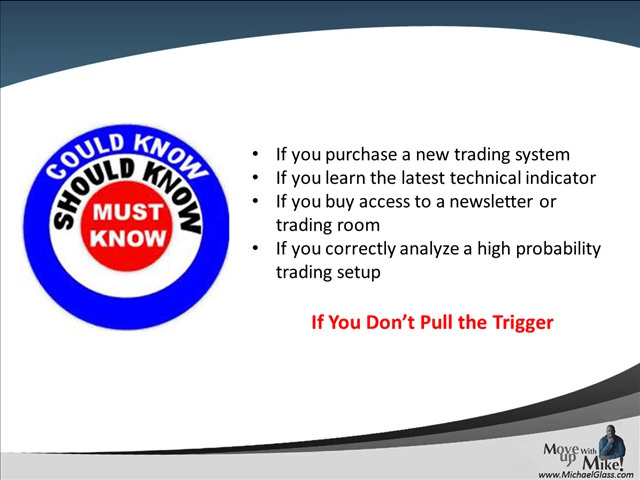 COULD KNOW
SHOULD KNOW
MUST
KNOW
• If you purchase a new trading system
• If you learn the latest technical indicator
• If you buy access to a newsletter or
trading room
• If you correctly analyze a high probability
trading setup
If You Don’t Pull the Trigger
Move up With Mike!
www.MichaelGlass.com